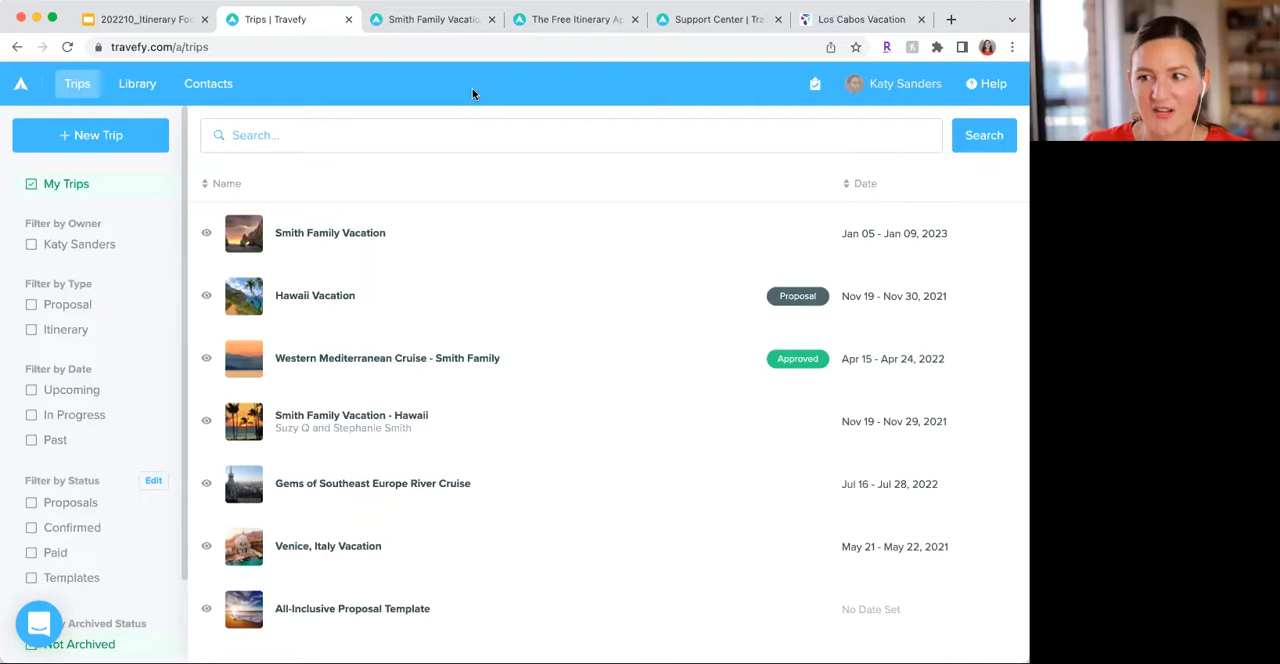 202210_Itinerary Fo
Trips | Travefy
Smith Family Vacatio
The Free Itinerary Ap
Support Center | Tra
Los Cabos Vacation
travefy.com/a/trips
Trips
Library
Contacts
Katy Sanders
Help
+ New Trip
Search...
Search
My Trips
Name
Date
Filter by Owner
Katy Sanders
Filter by Type
Proposal
Itinerary
Filter by Date
Upcoming
In Progress
Past
Filter by Status
Edit
Proposals
Confirmed
Paid
Templates
Archived Status
Not Archived
Smith Family Vacation
Jan 05 - Jan 09, 2023
Hawaii Vacation
Proposal
Nov 19 - Nov 30, 2021
Western Mediterranean Cruise - Smith Family
Approved
Apr 15 - Apr 24, 2022
Smith Family Vacation - Hawaii
Suzy Q and Stephanie Smith
Nov 19 - Nov 29, 2021
Gems of Southeast Europe River Cruise
Jul 16 - Jul 28, 2022
Venice, Italy Vacation
May 21 - May 22, 2021
All-Inclusive Proposal Template
No Date Set